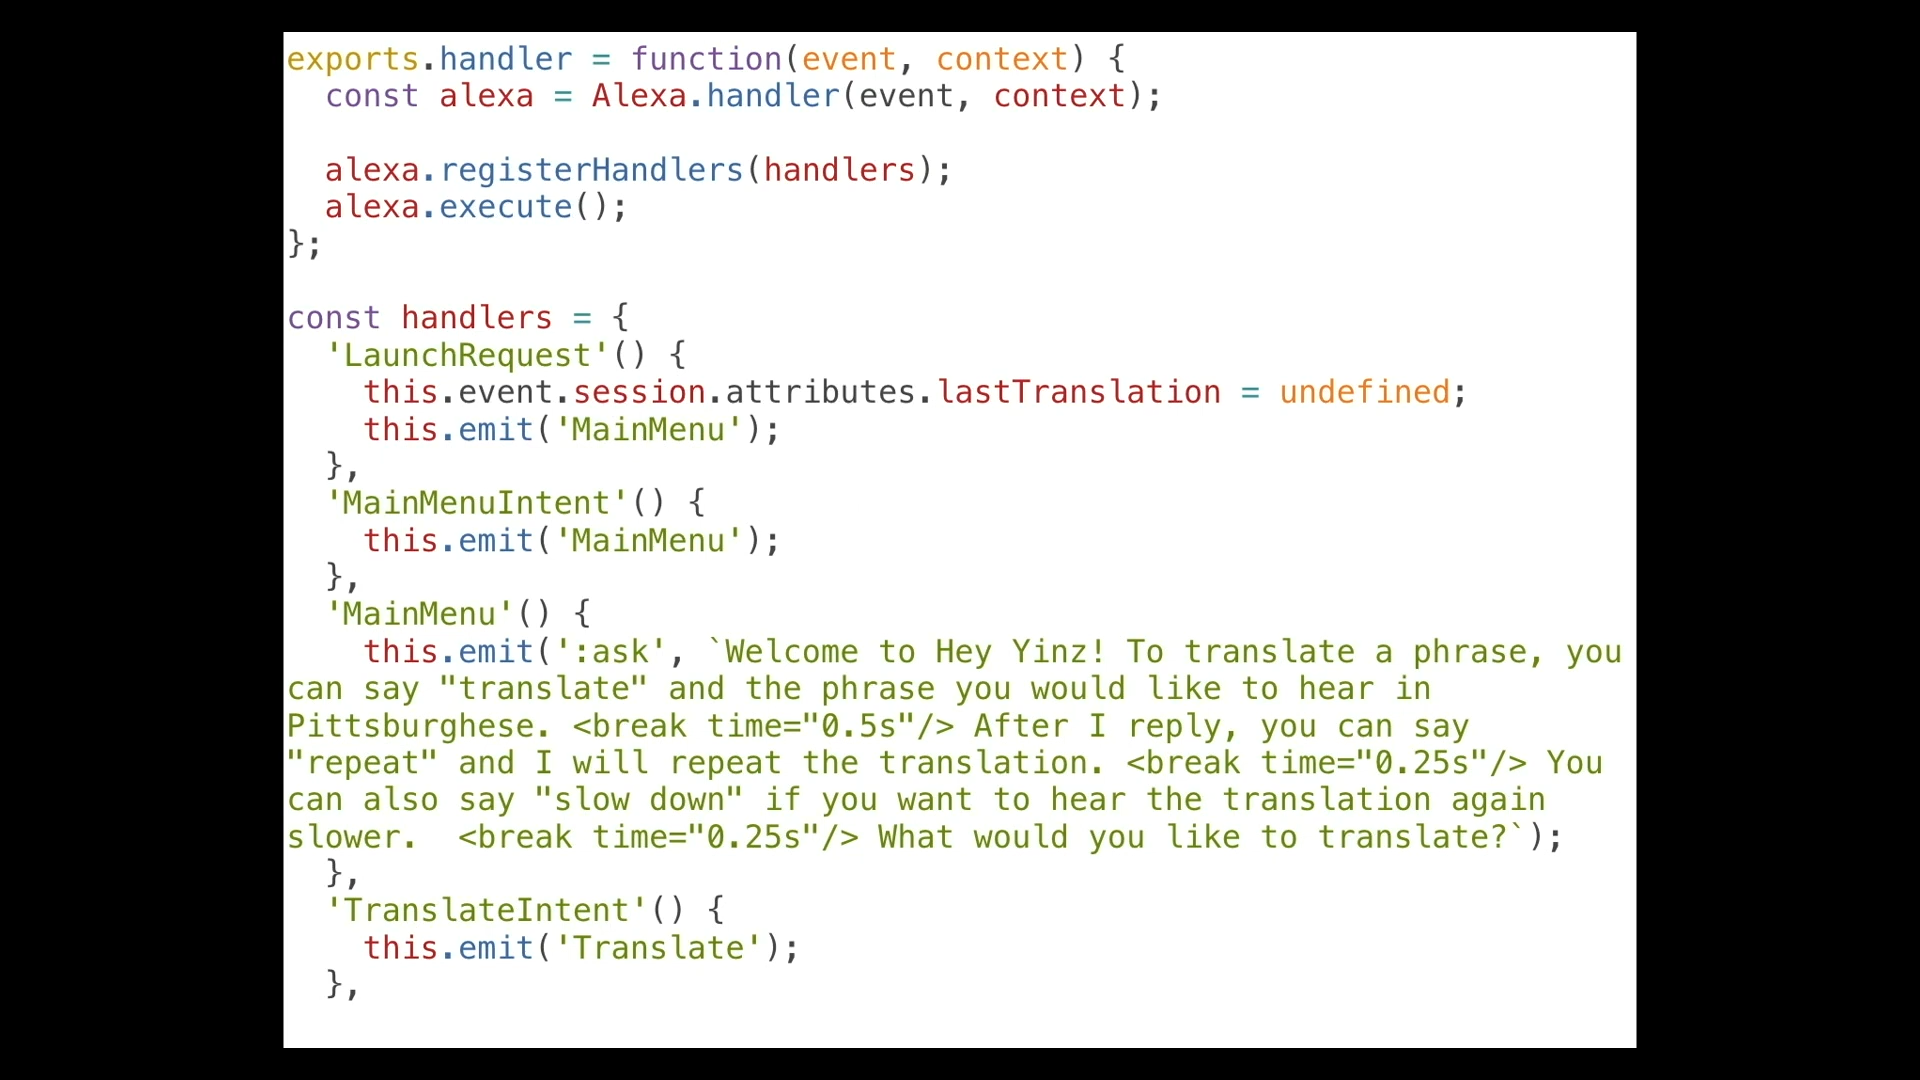 exports.handler = function(event, context) {
  const alexa = Alexa.handler(event, context);

  alexa.registerHandlers(handlers);
  alexa.execute();
};

const handlers = {
  'LaunchRequest'() {
    this.event.session.attributes.lastTranslation = undefined;
    this.emit('MainMenu');
  },
  'MainMenuIntent'() {
    this.emit('MainMenu');
  },
  'MainMenu'() {
    this.emit(':ask', `Welcome to Hey Yinz! To translate a phrase, you
can say "translate" and the phrase you would like to hear in
Pittsburghese. <break time="0.5s"/> After I reply, you can say
"repeat" and I will repeat the translation. <break time="0.25s"/> You
can also say "slow down" if you want to hear the translation again
slower.  <break time="0.25s"/> What would you like to translate?`);
  },
  'TranslateIntent'() {
    this.emit('Translate');
  },